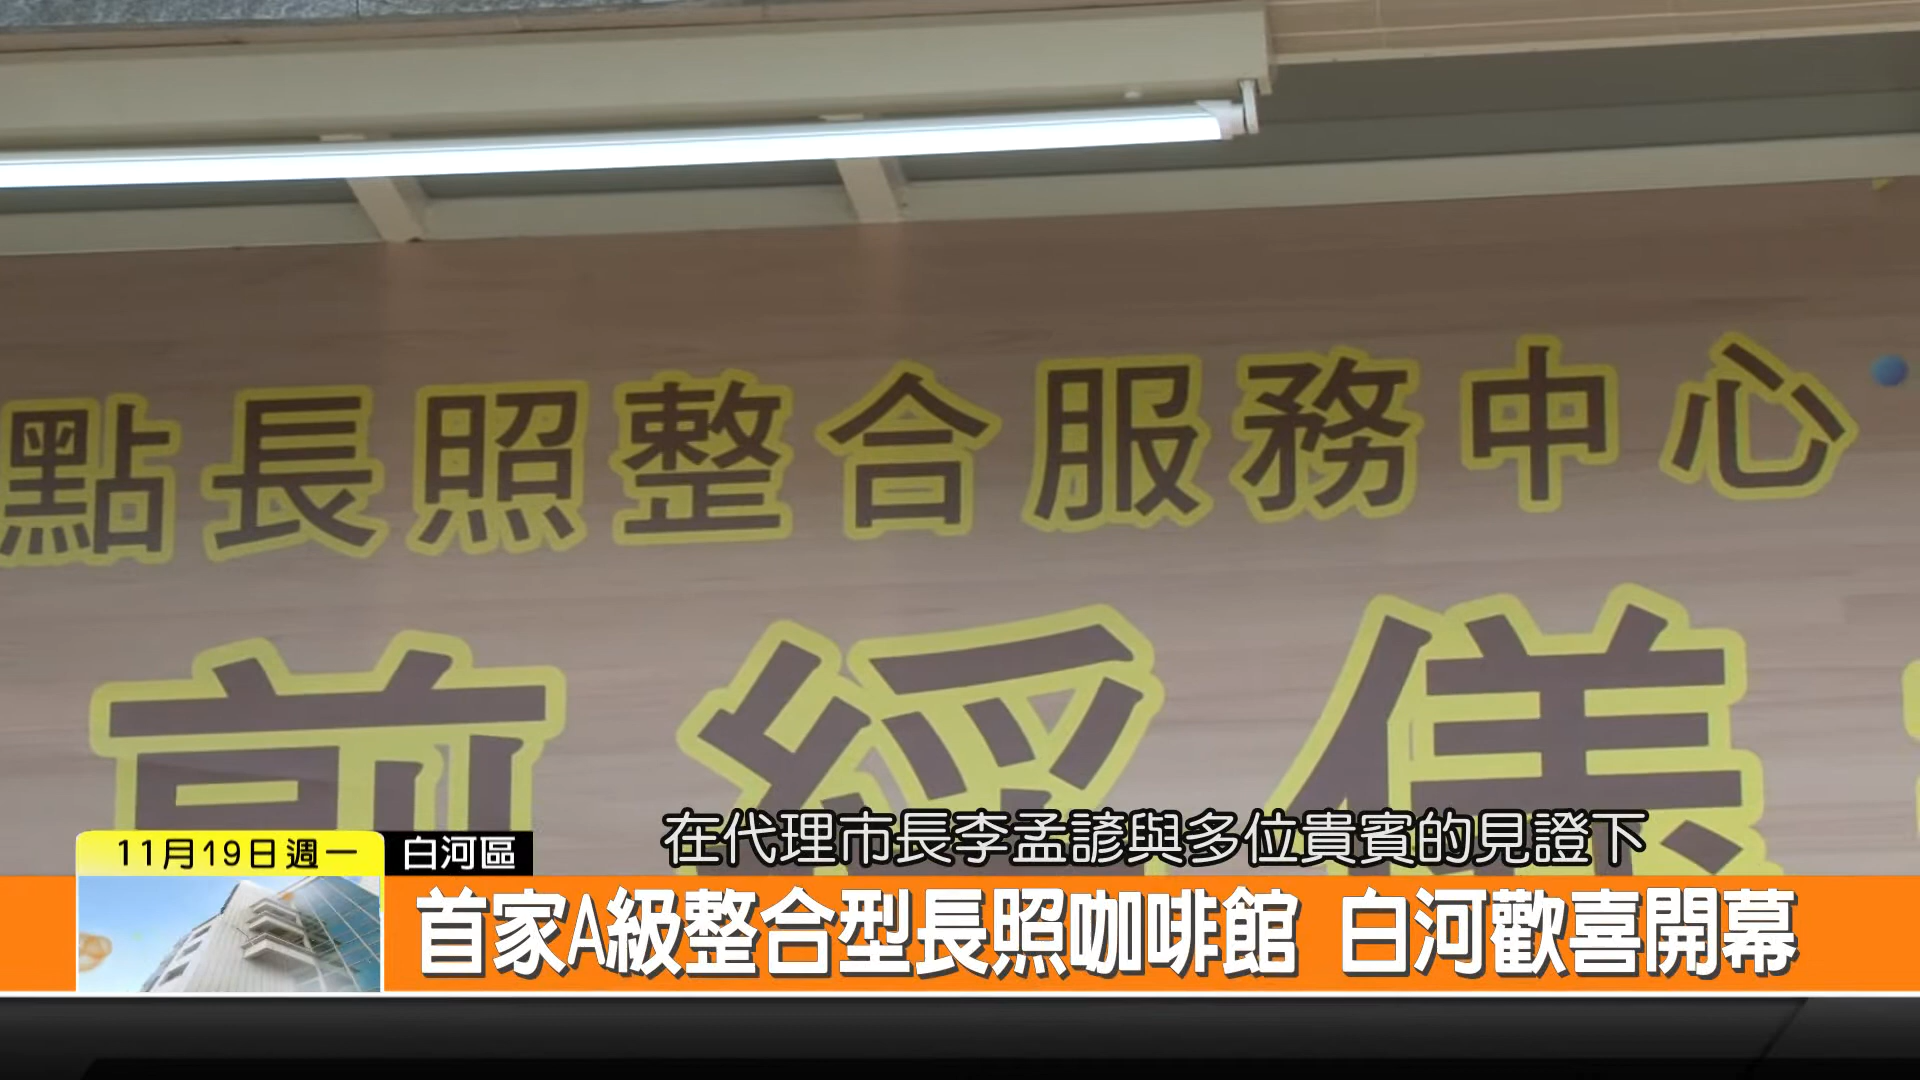 點長照整合服務中心
在代理市長李孟諺與多位貴賓的見證下
11月19日週一
白河區
首家A級整合型長照咖啡館 白河歡喜開幕